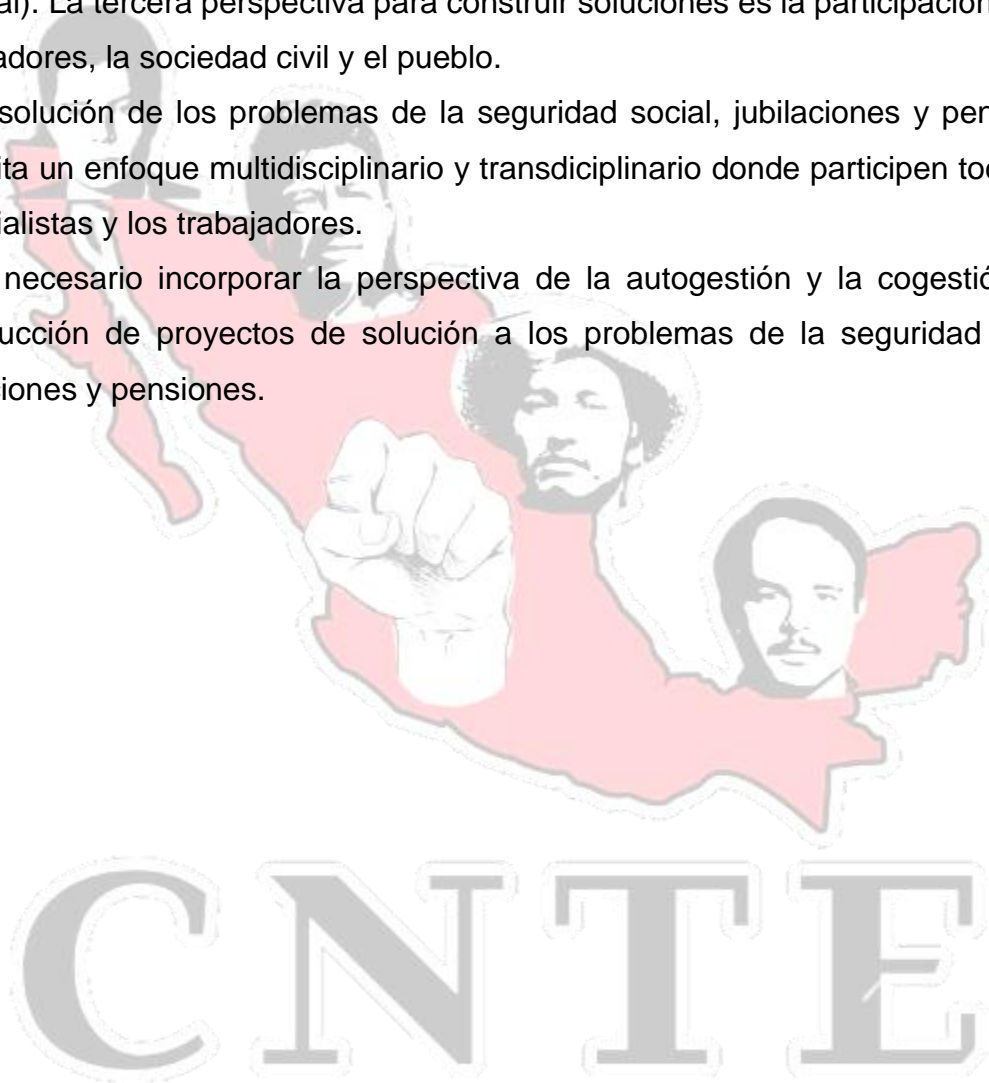 al). La tercera perspectiva para construir soluciones es la participación
adores, la sociedad civil y el pueblo.
solución de los problemas de la seguridad social, jubilaciones y pen
ita un enfoque multidisciplinario y transdiciplinario donde participen too
ialistas y los trabajadores.
necesario incorporar la perspectiva de la autogestión y la cogestió
ucción de proyectos de solución a los problemas de la seguridad
iones y pensiones.
CNTE